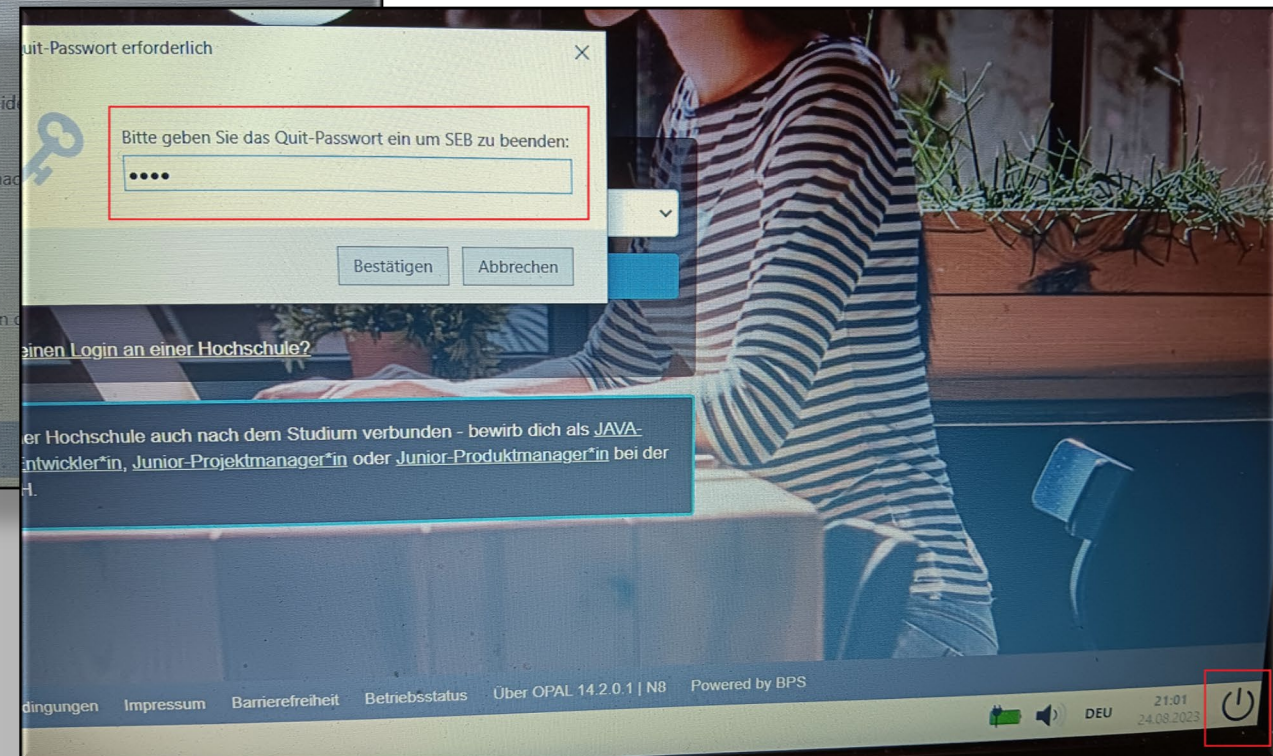 uit-Passwort erforderlich
Bitte geben Sie das Quit-Passwort ein um SEB zu beenden:
Bestätigen
Abbrechen
einen Login an einer Hochschule?
er Hochschule auch nach dem Studium verbunden - bewirb dich als JAVA-
ntwickler*in, Junior-Projektmanager*in oder Junior-Produktmanager*in bei der
H.
dingungen Impressum Barrierefreiheit Betriebsstatus Über OPAL 14.2.0.1 | N8 Powered by BPS
DEU
21:01
24.08.2023